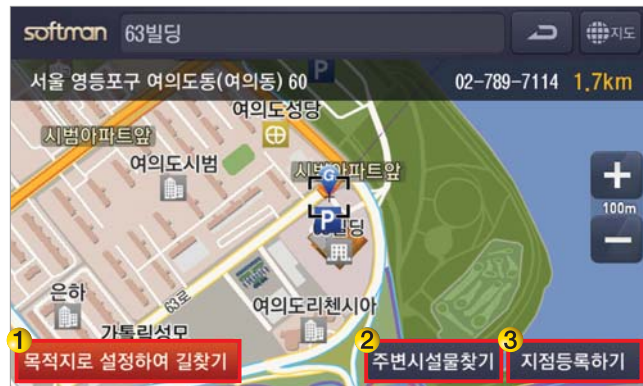 softman 63빌딩 지도
서울 영등포구 여의도동(여의동) 60 P 02-789-7114 1.7km
여의도성당
시범아파트앞
여의도시범 시범아파트앞
G
P
빌딩
+
100m
-
은하
63로
여의도리첸시아
가톨릭성모
1 목적지로 설정하여 길찾기 2 주변시설물찾기 3 지점등록하기